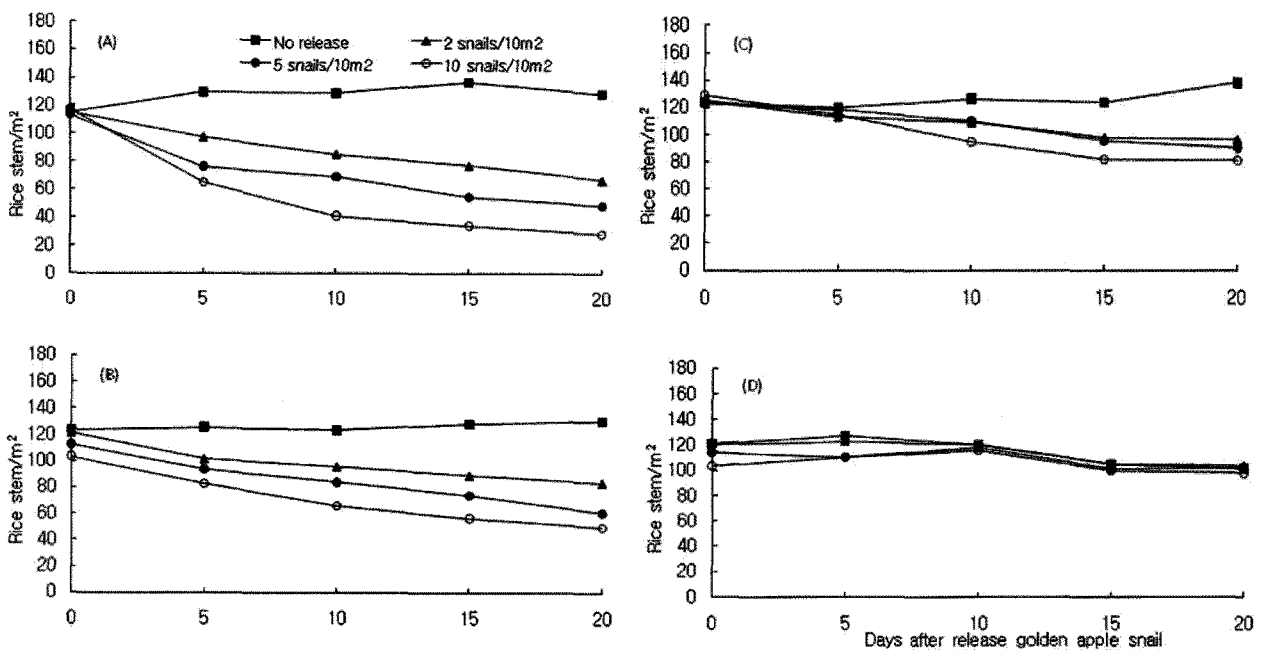 180
160
140
120
100
80
60
40
20
0
Rice stem/m²
(A)
No release
2 snails/10m2
5 snails/10m2
10 snails/10m2
0 5 10 15 20
180
160
140
120
100
80
60
40
20
0
Rice stem/m²
(C)
0 5 10 15 20
180
160
140
120
100
80
60
40
20
0
Rice stem/m²
(B)
0 5 10 15 20
180
160
140
120
100
80
60
40
20
0
Rice stem/m²
(D)
0 5 10 15 20
Days after release golden apple snail